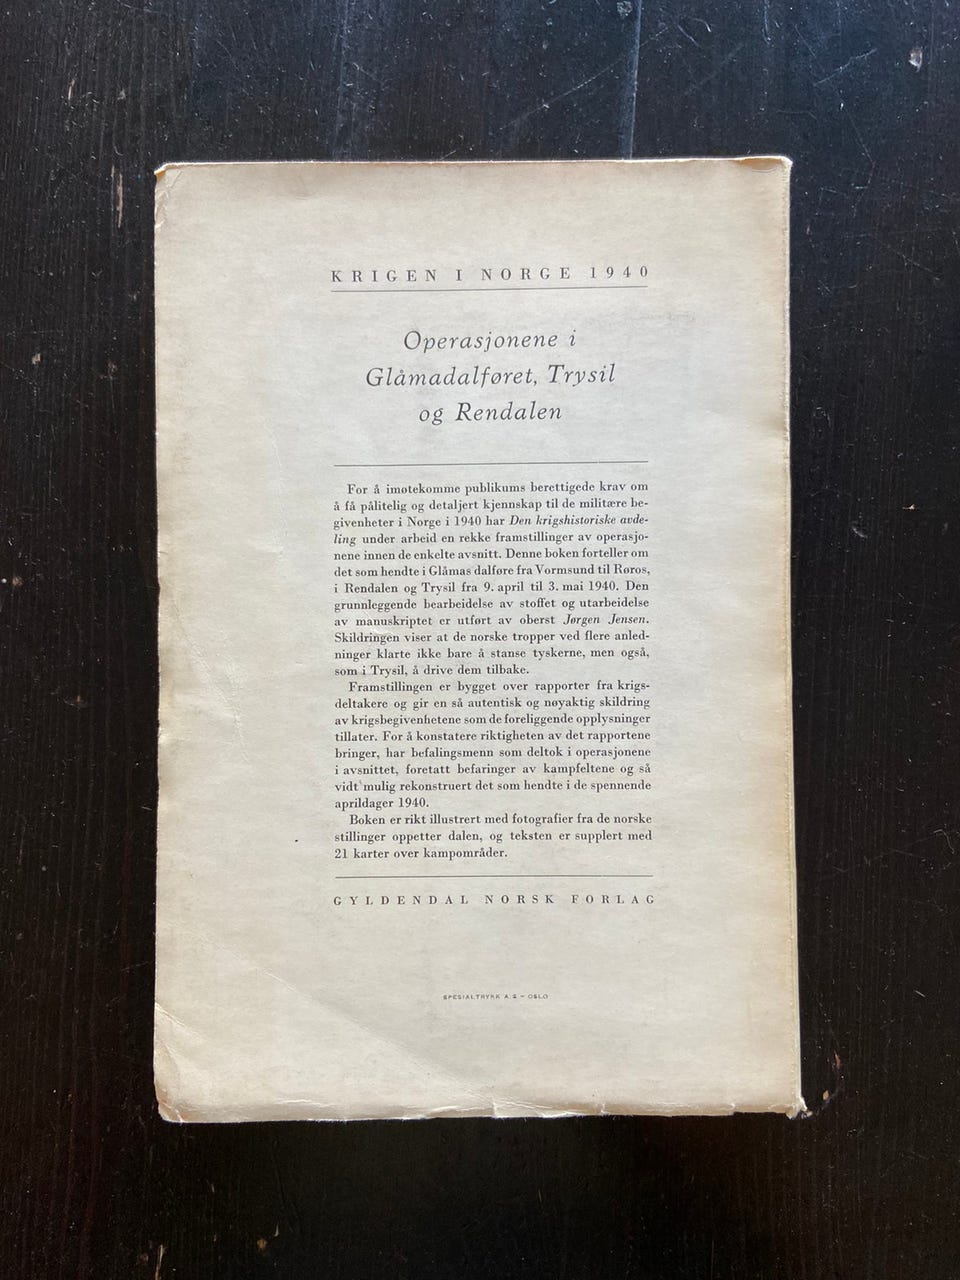 KRIGEN I NORGE 1940
Operasjonene i
Glåmadalføret, Trysil
og Rendalen
For å imøtekomme publikums berettigede krav om
å få pålitelig og detaljert kjennskap til de militære be-
givenheter i Norge i 1940 har Den krigshistoriske avde-
ling under arbeid en rekke framstillinger av operasjo-
nene innen de enkelte avsnitt. Denne boken forteller om
det som hendte i Glåmas dalføre fra Vormsund til Røros,
i Rendalen og Trysil fra 9. april til 3. mai 1940. Den
grunnleggende bearbeidelse av stoffet og utarbeidelse
av manuskriptet er utført av oberst Jørgen Jensen.
Skildringen viser at de norske tropper ved flere anled-
ninger klarte ikke bare å stanse tyskerne, men også,
som i Trysil, å drive dem tilbake.
Framstillingen er bygget over rapporter fra krigs-
deltakere og gir en så autentisk og nøyaktig skildring
av krigsbegivenhetene som de foreliggende opplysninger
tillater. For å konstatere riktigheten av det rapportene
bringer, har befalingsmenn som deltok i operasjonene
i avsnittet, foretatt befaringer av kampfeltene og så
vidt mulig rekonstruert det som hendte i de spennende
aprildager 1940.
Boken er rikt illustrert med fotografier fra de norske
stillinger oppetter dalen, og teksten er supplert med
21 karter over kampområder.
GYLDENDAL NORSK FORLAG
SPESIALTRYKK A.S – OSLO